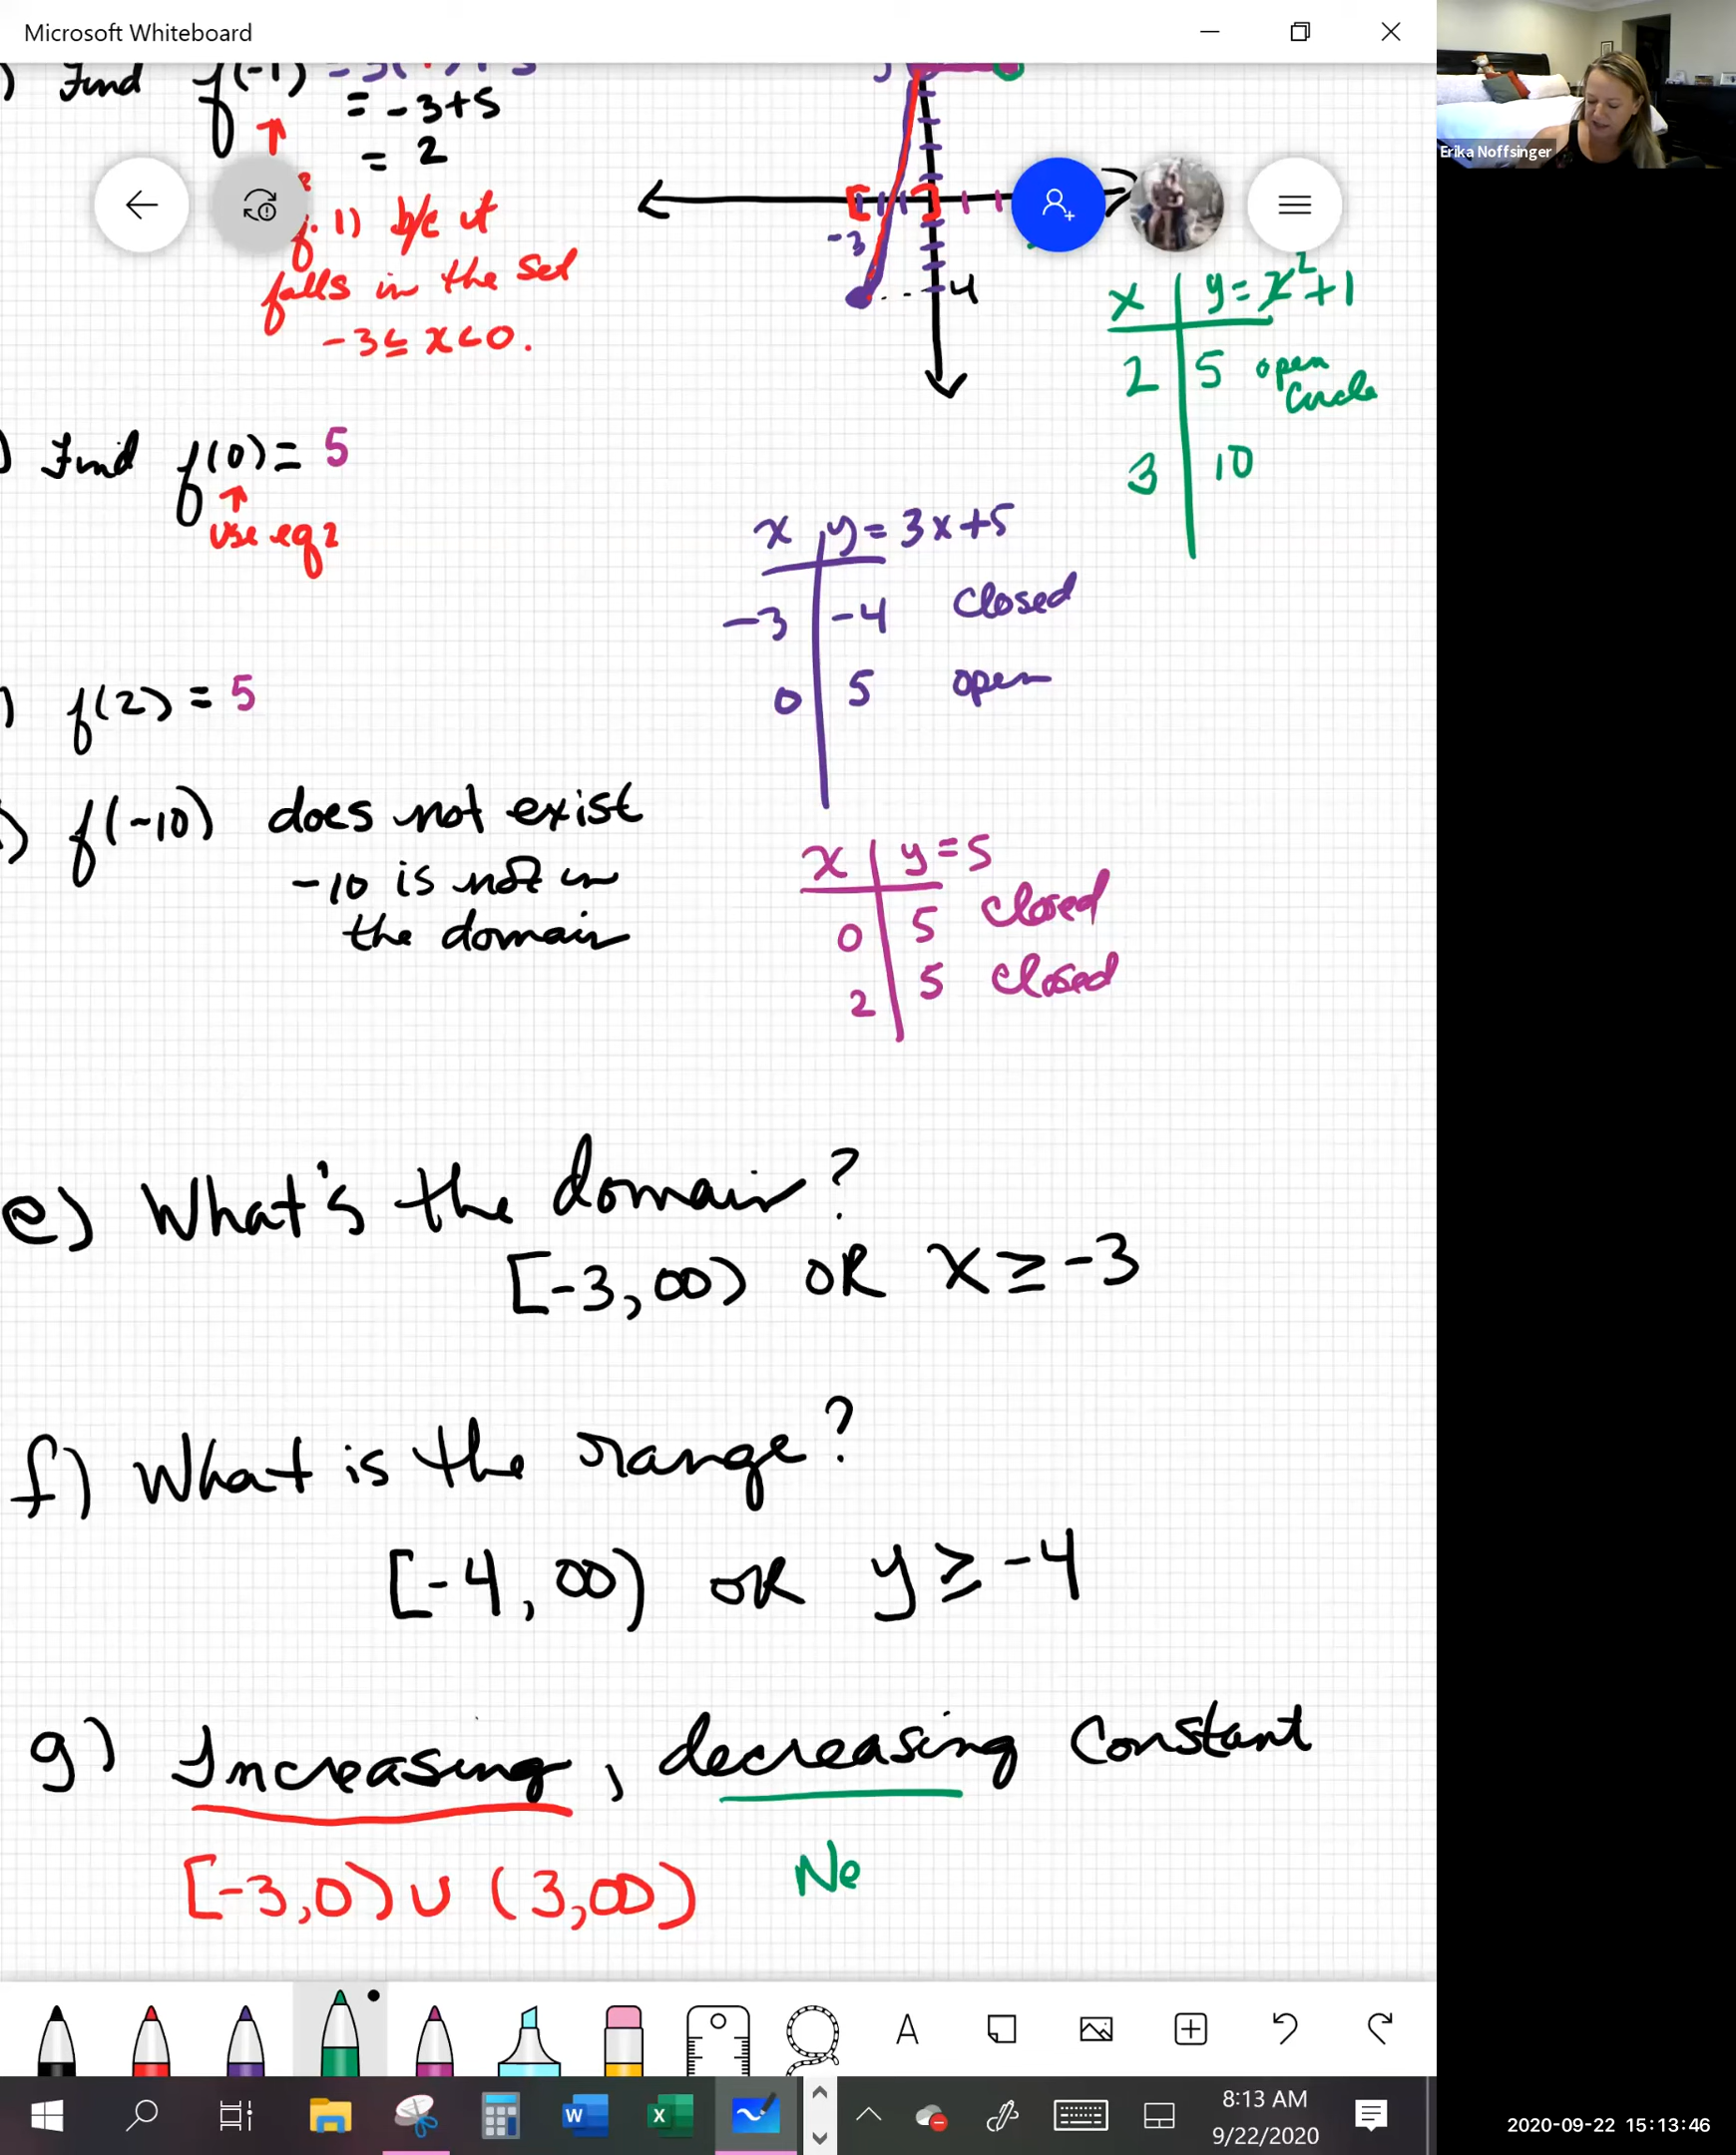 Microsoft Whiteboard
Erika Noffsinger
) Find f(-1)
= -3+5
= 2
1) b/c it
falls in the set
-3 ≤ x < 0.
-3
4
x | y = x²+1
2 | 5 open
circle
3 | 10
) Find f(0) = 5
↑
use eq 2
x | y = 3x+5
-3 | -4 closed
0 | 5 open
) f(2) = 5
) f(-10) does not exist
-10 is not in
the domain
x | y = 5
0 | 5 closed
2 | 5 closed
e) What's the domain?
[-3,∞) OR x ≥ -3
f) What is the range?
[-4,∞) OR y ≥ -4
g) Increasing, decreasing constant
[-3,0) ∪ (3,∞)
Ne
A
W
X
8:13 AM
9/22/2020
2020-09-22 15:13:46